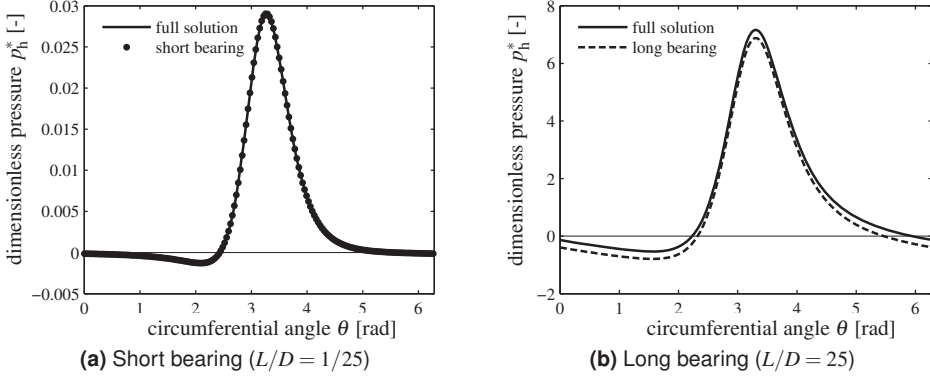 0.03
0.025
0.02
0.015
0.01
0.005
0
−0.005
dimensionless pressure p*h [-]
full solution
short bearing
0 1 2 3 4 5 6
circumferential angle θ [rad]
(a) Short bearing (L/D = 1/25)
8
6
4
2
0
−2
dimensionless pressure p*h [-]
full solution
long bearing
0 1 2 3 4 5 6
circumferential angle θ [rad]
(b) Long bearing (L/D = 25)